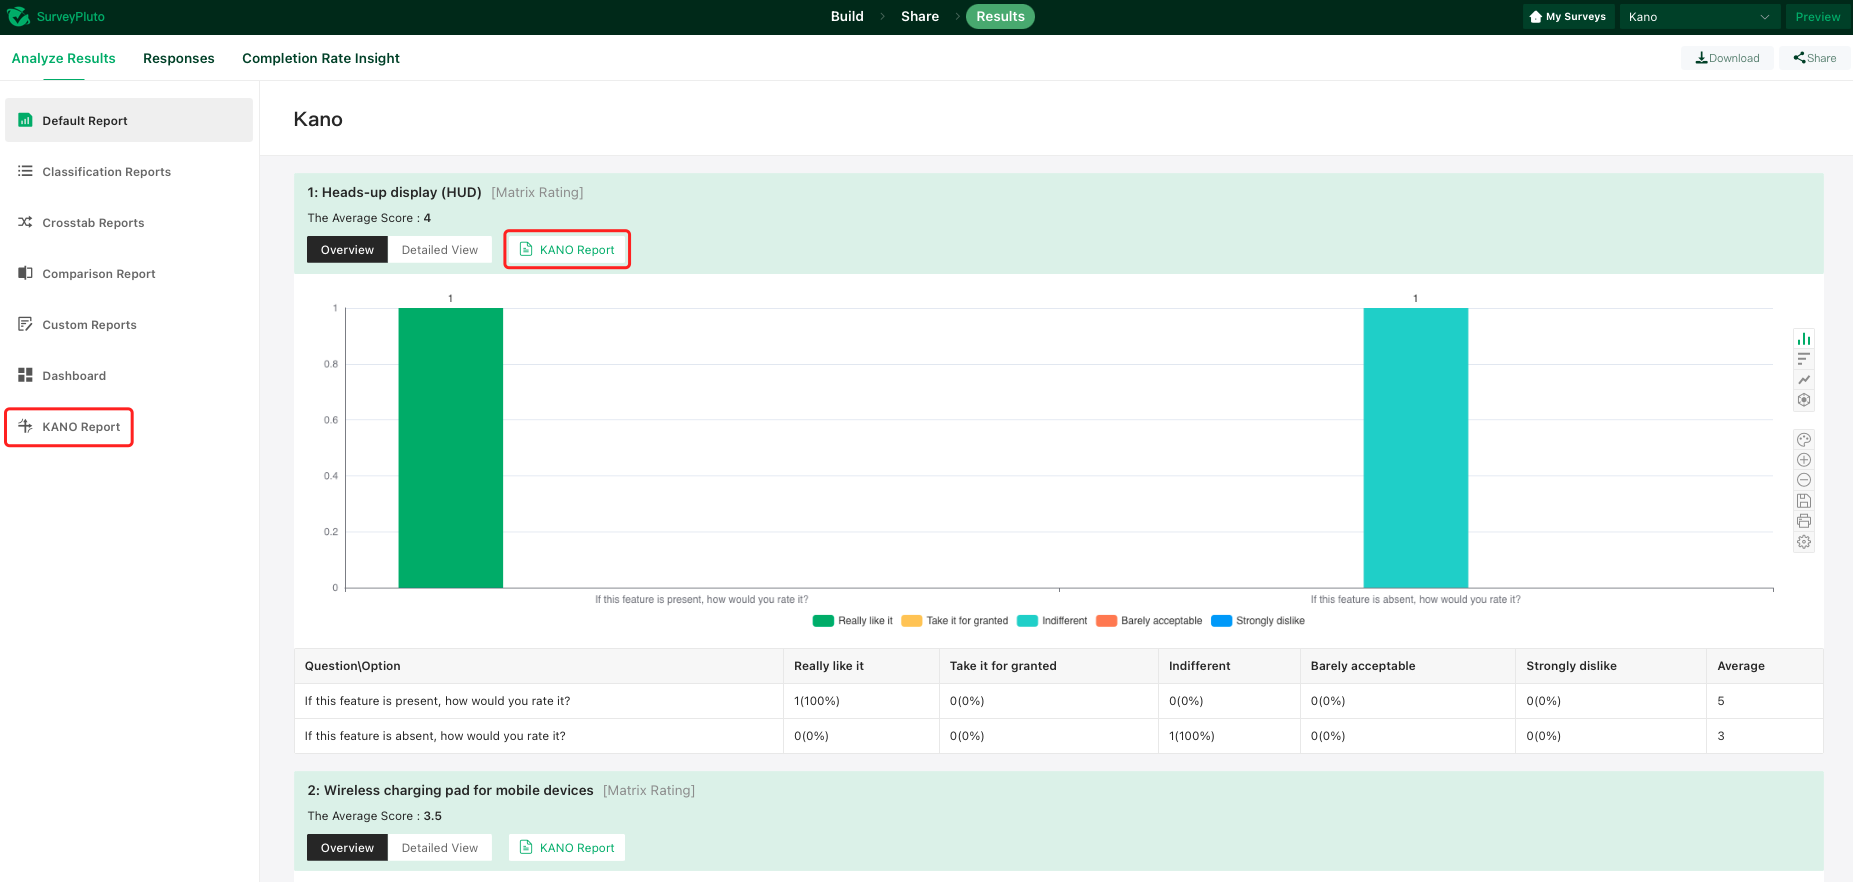 SurveyPluto
Build
Share
Results
My Surveys
Kano
Preview
Analyze Results
Responses
Completion Rate Insight
Download
Share
Default Report
Classification Reports
Crosstab Reports
Comparison Report
Custom Reports
Dashboard
KANO Report
Kano
1: Heads-up display (HUD) [Matrix Rating]
The Average Score : 4
Overview
Detailed View
KANO Report
1
1
1
0.8
0.6
0.4
0.2
0
If this feature is present, how would you rate it?
If this feature is absent, how would you rate it?
Really like it
Take it for granted
Indifferent
Barely acceptable
Strongly dislike
Question\Option Really like it Take it for granted Indifferent Barely acceptable Strongly dislike Average
If this feature is present, how would you rate it? 1(100%) 0(0%) 0(0%) 0(0%) 0(0%) 5
If this feature is absent, how would you rate it? 0(0%) 0(0%) 1(100%) 0(0%) 0(0%) 3
2: Wireless charging pad for mobile devices [Matrix Rating]
The Average Score : 3.5
Overview
Detailed View
KANO Report